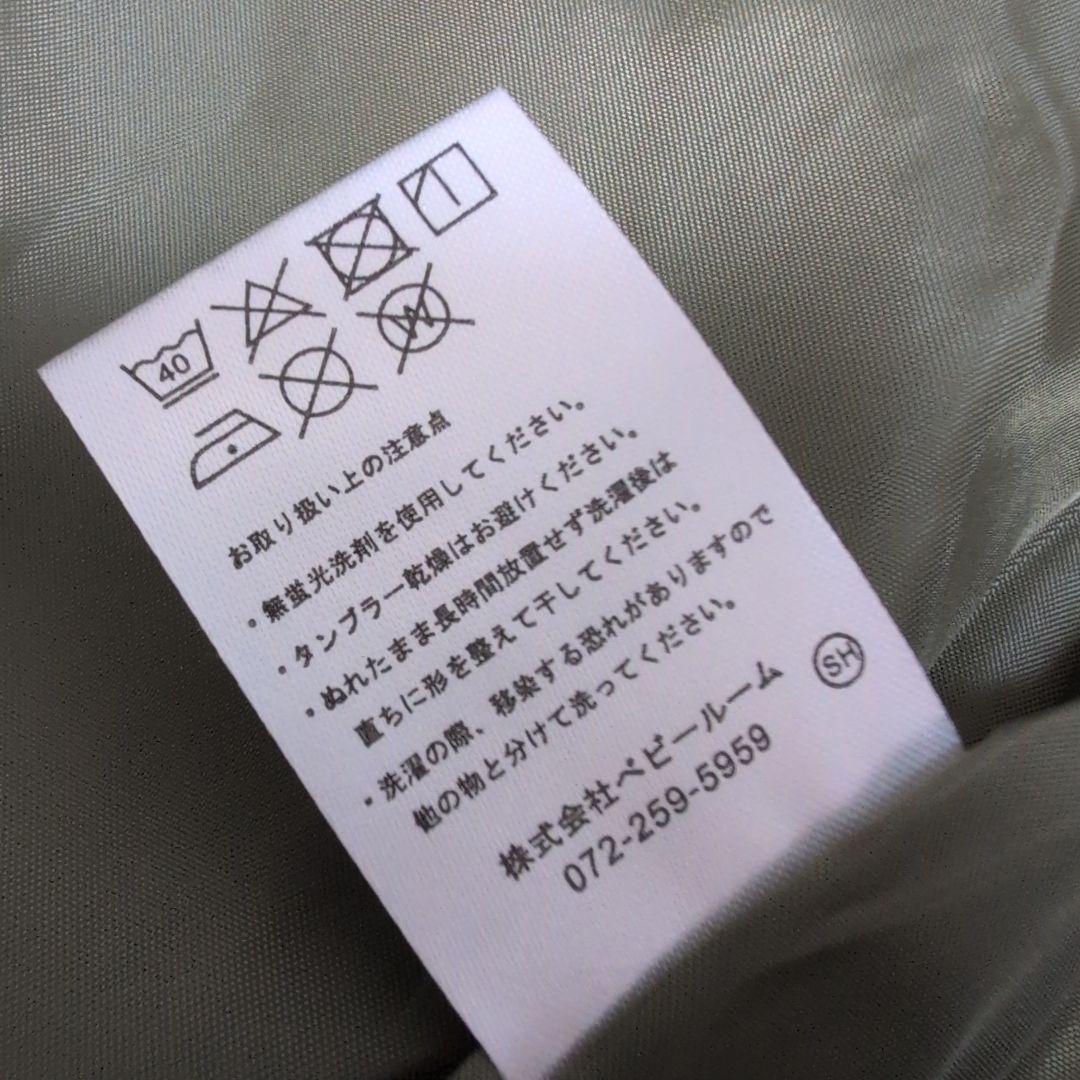 40
W
お取り扱い上の注意点
・無蛍光洗剤を使用してください。
・タンブラー乾燥はお避けください。
・ぬれたまま長時間放置せず洗濯後は
直ちに形を整えて干してください。
・洗濯の際、移染する恐れがありますので
他の物と分けて洗ってください。
株式会社ベビールーム
072-259-5959
SH